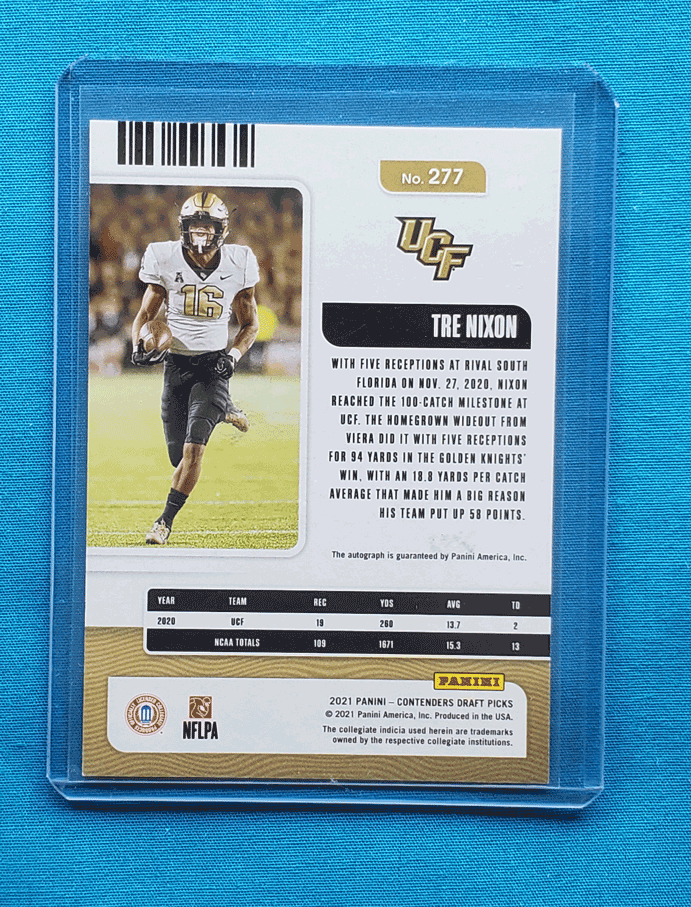 No. 277
UCF
16
TRE NIXON
WITH FIVE RECEPTIONS AT RIVAL SOUTH
FLORIDA ON NOV. 27, 2020, NIXON
REACHED THE 100-CATCH MILESTONE AT
UCF. THE HOMEGROWN WIDEOUT FROM
VIERA DID IT WITH FIVE RECEPTIONS
FOR 94 YARDS IN THE GOLDEN KNIGHTS'
WIN, WITH AN 18.8 YARDS PER CATCH
AVERAGE THAT MADE HIM A BIG REASON
HIS TEAM PUT UP 58 POINTS.
The autograph is guaranteed by Panini America, Inc.
YEAR TEAM REC YDS AVG TD
2020 UCF 19 260 13.7 2
NCAA TOTALS 109 1671 15.3 13
PANINI
2021 PANINI – CONTENDERS DRAFT PICKS
© 2021 Panini America, Inc. Produced in the USA.
The collegiate indicia used herein are trademarks
owned by the respective collegiate institutions.
NFLPA